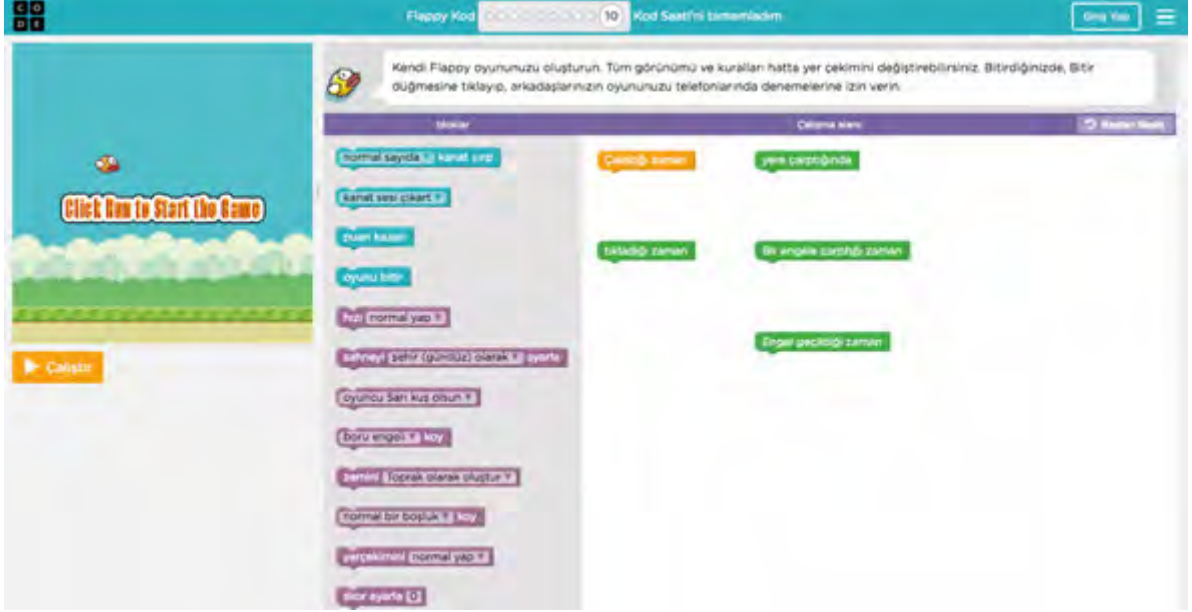 C O
D E
Flappy Kod
10
Kod Saati'ni tamamladım
Giriş Yap
Kendi Flappy oyununuzu oluşturun. Tüm görünümü ve kuralları hatta yer çekimini değiştirebilirsiniz. Bitirdiğinizde, Bitir
düğmesine tıklayıp, arkadaşlarınızın oyununuzu telefonlarında denemelerine izin verin.
Bloklar
Çalışma alanı
Click Run to Start the Game
Çalıştır
normal sayıda kanat çırp
kanat sesi çıkart
puan kazan
oyunu bitir
hızı normal yap
sahneyi şehir (gündüz) olarak ayarla
oyuncu Sarı kuş olsun
boru engeli koy
zemini Toprak olarak oluştur
normal bir boşluk koy
yerçekimini normal yap
skor ayarla 0
Çalıştığı zaman
yere çarptığında
tıkladığı zaman
Bir engele çarptığı zaman
Engel geçildiği zaman